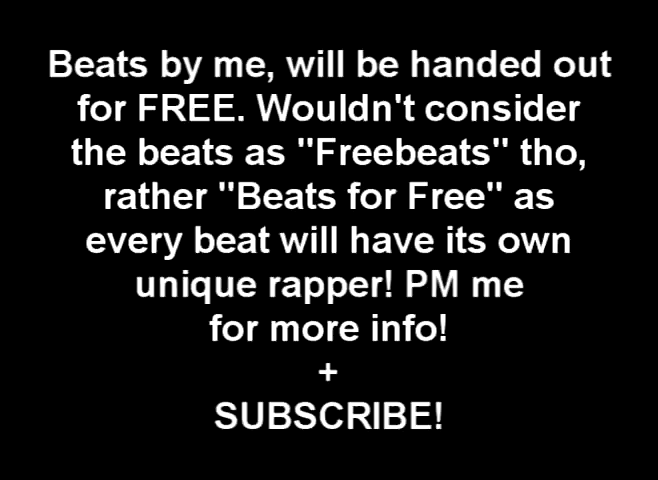 Beats by me, will be handed out
for FREE. Wouldn't consider
the beats as "Freebeats" tho,
rather "Beats for Free" as
every beat will have its own
unique rapper! PM me
for more info!
+
SUBSCRIBE!